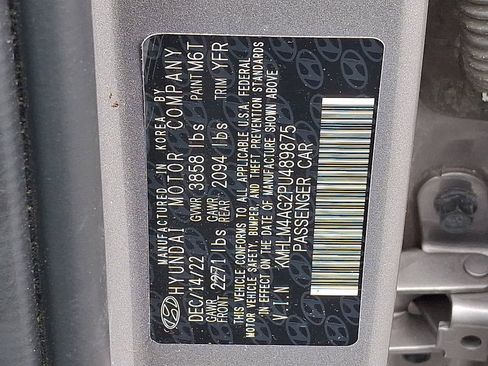 MANUFACTURED IN KOREA BY
HYUNDAI MOTOR COMPANY
DEC/14/22 GVWR 3858 lbs PAINT M6T
GAWR FRONT 2271 lbs GAWR REAR 2094 lbs TRIM YFR
THIS VEHICLE CONFORMS TO ALL APPLICABLE U.S.A. FEDERAL
MOTOR VEHICLE SAFETY, BUMPER, AND THEFT PREVENTION STANDARDS
IN EFFECT ON THE DATE OF MANUFACTURE SHOWN ABOVE.
V.I.N KMHLM4AG2PU489875
PASSENGER CAR